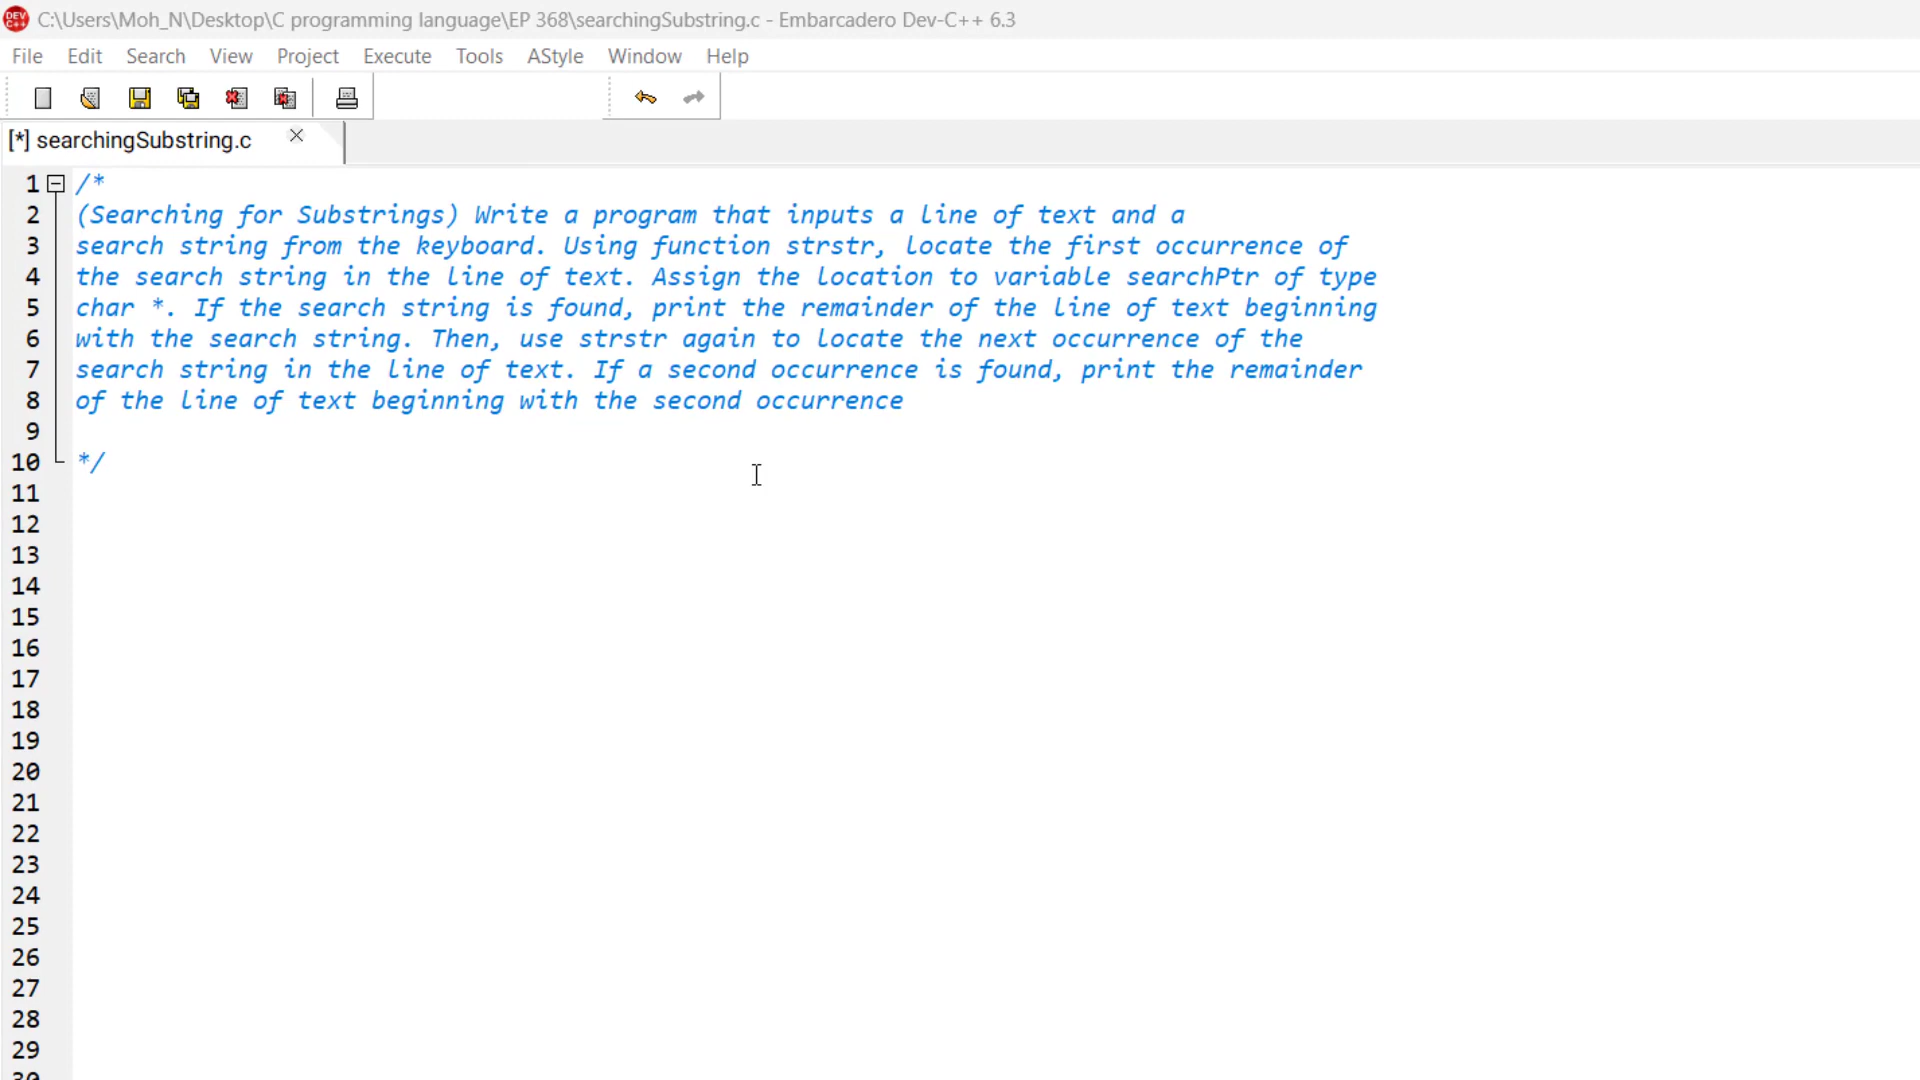 C:\Users\Moh_N\Desktop\C programming language\EP 368\searchingSubstring.c - Embarcadero Dev-C++ 6.3
File Edit Search View Project Execute Tools AStyle Window Help
[*] searchingSubstring.c
1 /*
2 (Searching for Substrings) Write a program that inputs a line of text and a
3 search string from the keyboard. Using function strstr, locate the first occurrence of
4 the search string in the line of text. Assign the location to variable searchPtr of type
5 char *. If the search string is found, print the remainder of the line of text beginning
6 with the search string. Then, use strstr again to locate the next occurrence of the
7 search string in the line of text. If a second occurrence is found, print the remainder
8 of the line of text beginning with the second occurrence
9
10 */
11
12
13
14
15
16
17
18
19
20
21
22
23
24
25
26
27
28
29
30